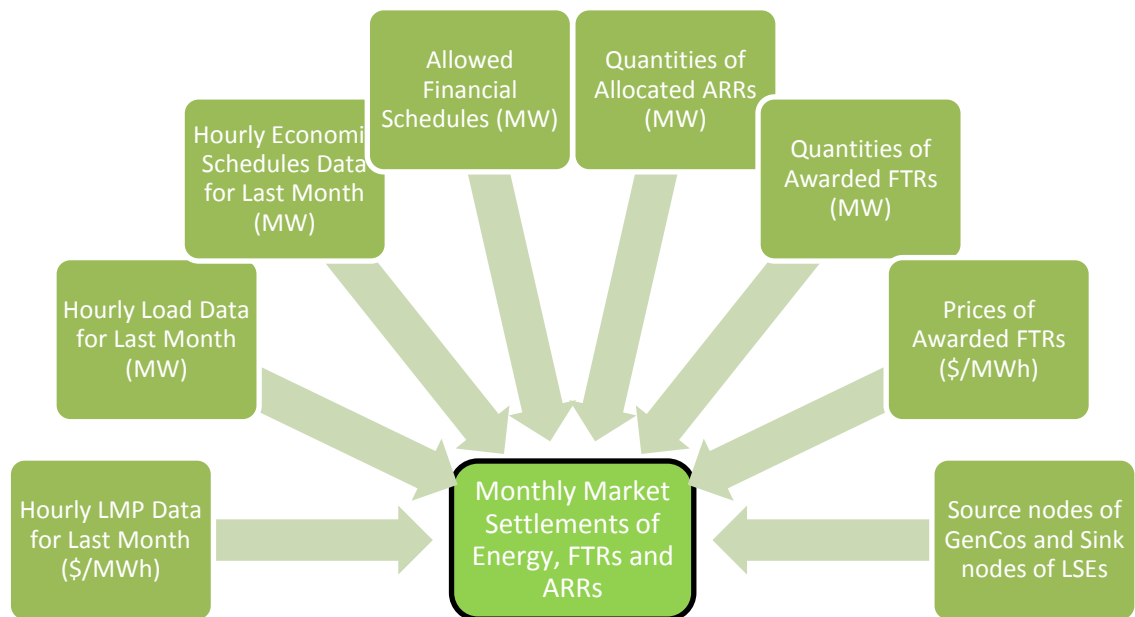 Allowed
Financial
Schedules (MW)
Quantities of
Allocated ARRs
(MW)
Hourly Economi
Schedules Data
for Last Month
(MW)
Quantities of
Awarded FTRs
(MW)
Hourly Load Data
for Last Month
(MW)
Prices of
Awarded FTRs
($/MWh)
Hourly LMP Data
for Last Month
($/MWh)
Monthly Market
Settlements of
Energy, FTRs and
ARRs
Source nodes of
GenCos and Sink
nodes of LSEs